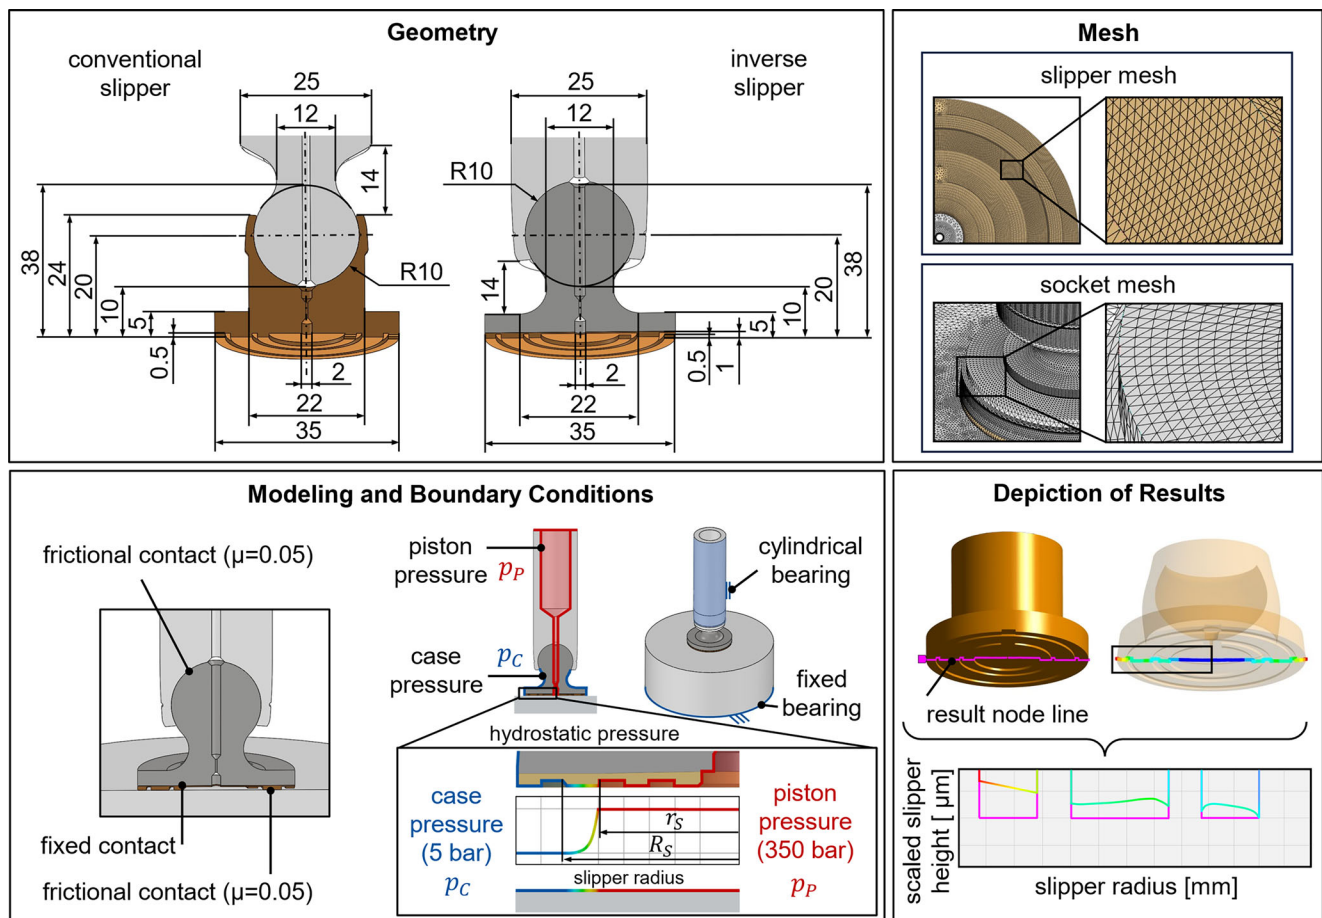 Geometry
conventional
slipper
inverse
slipper
25
12
14
R10
38
24
20
10
5
0.5
2
22
35
25
12
R10
14
38
20
10
5
0.5
1
2
22
35
Mesh
slipper mesh
socket mesh
Modeling and Boundary Conditions
frictional contact (µ=0.05)
fixed contact
frictional contact (µ=0.05)
piston
pressure
p_P
case
pressure
p_C
cylindrical
bearing
fixed
bearing
hydrostatic pressure
case
pressure
(5 bar)
p_C
r_S
R_S
slipper radius
piston
pressure
(350 bar)
p_P
Depiction of Results
result node line
scaled slipper
height [ µm]
slipper radius [mm]